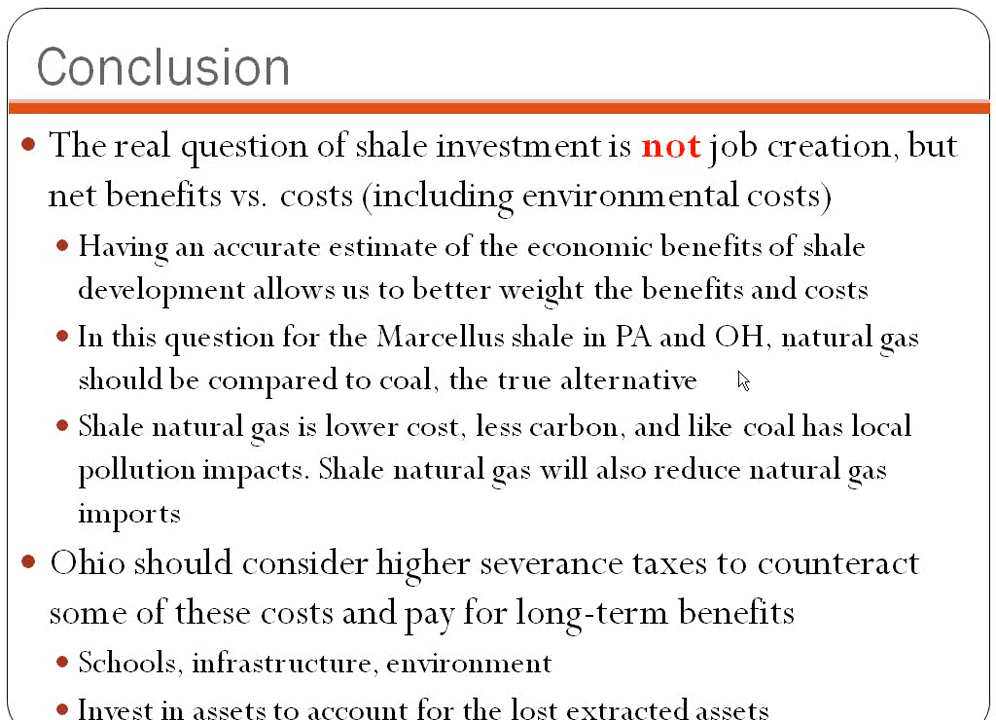 Conclusion
The real question of shale investment is not job creation, but
net benefits vs. costs (including environmental costs)
Having an accurate estimate of the economic benefits of shale
development allows us to better weight the benefits and costs
In this question for the Marcellus shale in PA and OH, natural gas
should be compared to coal, the true alternative
Shale natural gas is lower cost, less carbon, and like coal has local
pollution impacts. Shale natural gas will also reduce natural gas
imports
Ohio should consider higher severance taxes to counteract
some of these costs and pay for long-term benefits
Schools, infrastructure, environment
Invest in assets to account for the lost extracted assets